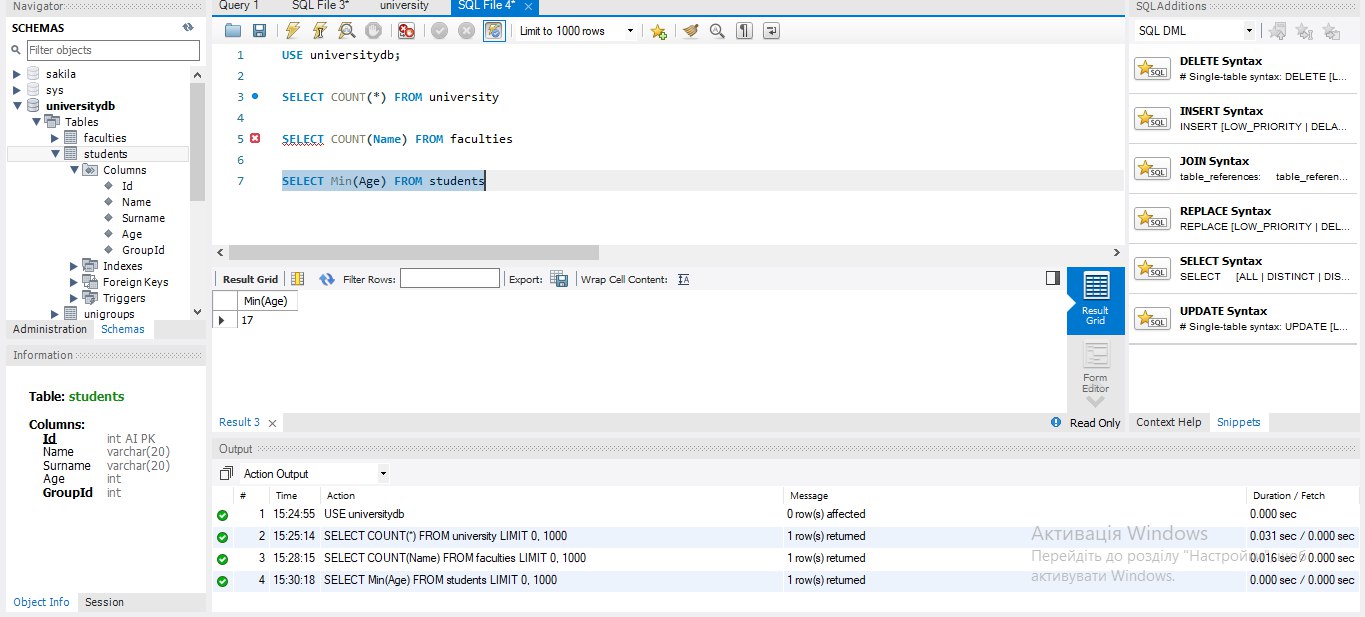 Navigator
Query 1 SQL File 3* university SQL File 4*
SQLAdditions
SCHEMAS
Filter objects
sakila
sys
universitydb
Tables
faculties
students
Columns
Id
Name
Surname
Age
GroupId
Indexes
Foreign Keys
Triggers
unigroups
Administration Schemas
Information
Table: students
Columns:
Id int AI PK
Name varchar(20)
Surname varchar(20)
Age int
GroupId int
Object Info Session
Limit to 1000 rows
1 USE universitydb;
2
3 SELECT COUNT(*) FROM university
4
5 SELECT COUNT(Name) FROM faculties
6
7 SELECT Min(Age) FROM students
Result Grid Filter Rows: Export: Wrap Cell Content:
Min(Age)
17
Result Grid
Form Editor
Result 3
Read Only
Output
Action Output
# Time Action Message Duration / Fetch
1 15:24:55 USE universitydb 0 row(s) affected 0.000 sec
2 15:25:14 SELECT COUNT(*) FROM university LIMIT 0, 1000 1 row(s) returned 0.031 sec / 0.000 sec
3 15:28:15 SELECT COUNT(Name) FROM faculties LIMIT 0, 1000 1 row(s) returned 0.016 sec / 0.000 sec
4 15:30:18 SELECT Min(Age) FROM students LIMIT 0, 1000 1 row(s) returned 0.000 sec / 0.000 sec
SQL DML
SQL
DELETE Syntax
# Single-table syntax: DELETE [L...
SQL
INSERT Syntax
INSERT [LOW_PRIORITY | DELA...
SQL
JOIN Syntax
table_references: table_referen...
SQL
REPLACE Syntax
REPLACE [LOW_PRIORITY | DEL...
SQL
SELECT Syntax
SELECT [ALL | DISTINCT | DIS...
SQL
UPDATE Syntax
# Single-table syntax: UPDATE [L...
Context Help Snippets
Активація Windows
Перейдіть до розділу "Настройки", щоб
активувати Windows.